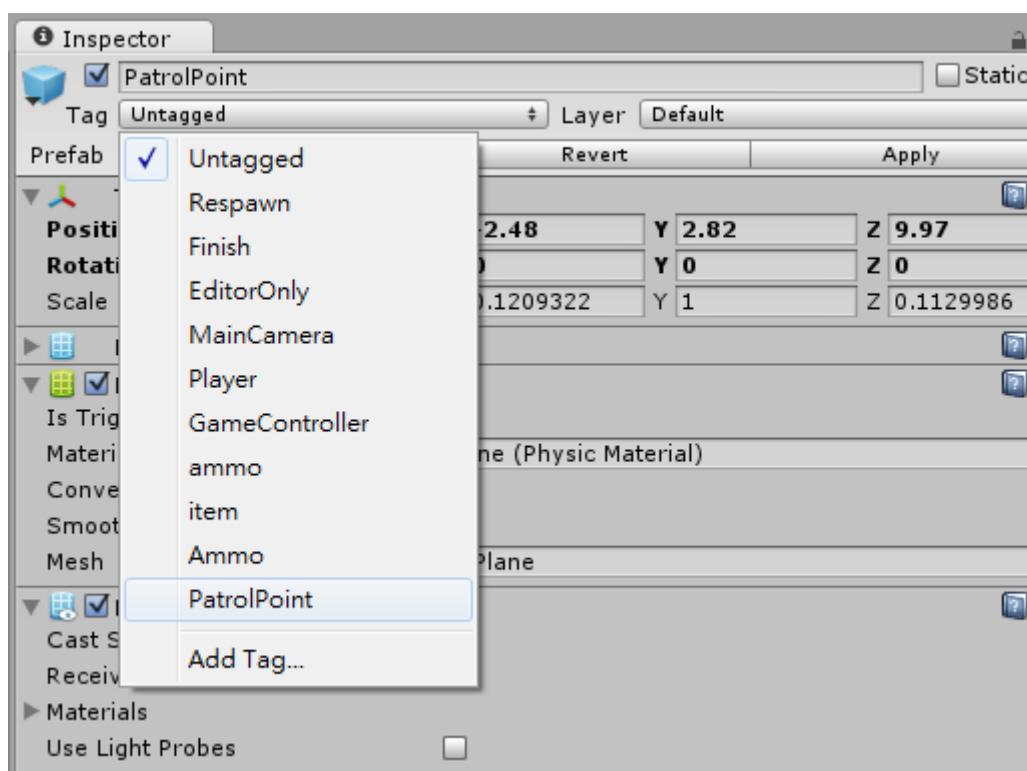 Inspector
PatrolPoint Static
Tag Untagged Layer Default
Prefab Revert Apply
Untagged
Respawn
Finish
EditorOnly
MainCamera
Player
GameController
ammo
item
Ammo
PatrolPoint
Add Tag...
Positi 2.48 Y 2.82 Z 9.97
Rotati Y 0 Z 0
Scale 0.1209322 Y 1 Z 0.1129986
Is Trig
Materi ne (Physic Material)
Conve
Smoot
Mesh Plane
Cast S
Receiv
Materials
Use Light Probes